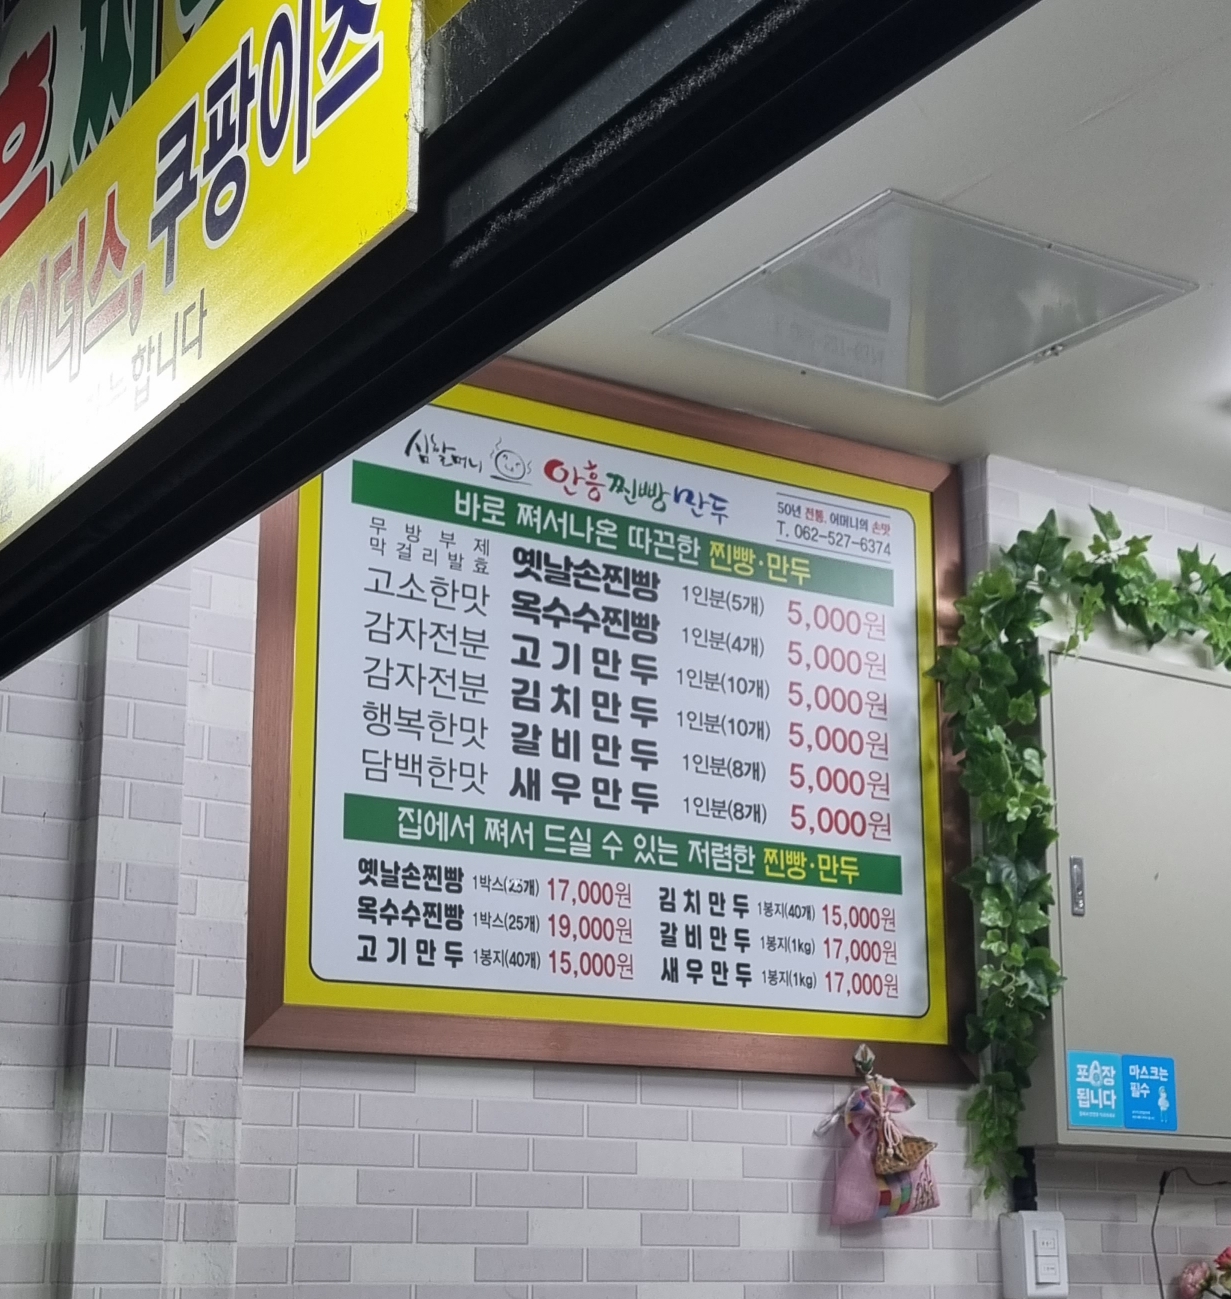 쿠팡이츠
이더스,
합니다
심할머니 안흥찐빵만두
50년 전통, 어머니의 손맛
T. 062-527-6374
바로 쪄서나온 따끈한 찐빵·만두
무방부제
막걸리발효 옛날손찐빵 1인분(5개) 5,000원
고소한맛 옥수수찐빵 1인분(4개) 5,000원
감자전분 고기만두 1인분(10개) 5,000원
감자전분 김치만두 1인분(10개) 5,000원
행복한맛 갈비만두 1인분(8개) 5,000원
담백한맛 새우만두 1인분(8개) 5,000원
집에서 쪄서 드실 수 있는 저렴한 찐빵·만두
옛날손찐빵 1박스(25개) 17,000원 김치만두 1봉지(40개) 15,000원
옥수수찐빵 1박스(25개) 19,000원 갈비만두 1봉지(1kg) 17,000원
고기만두 1봉지(40개) 15,000원 새우만두 1봉지(1kg) 17,000원
포장
됩니다
마스크는
필수